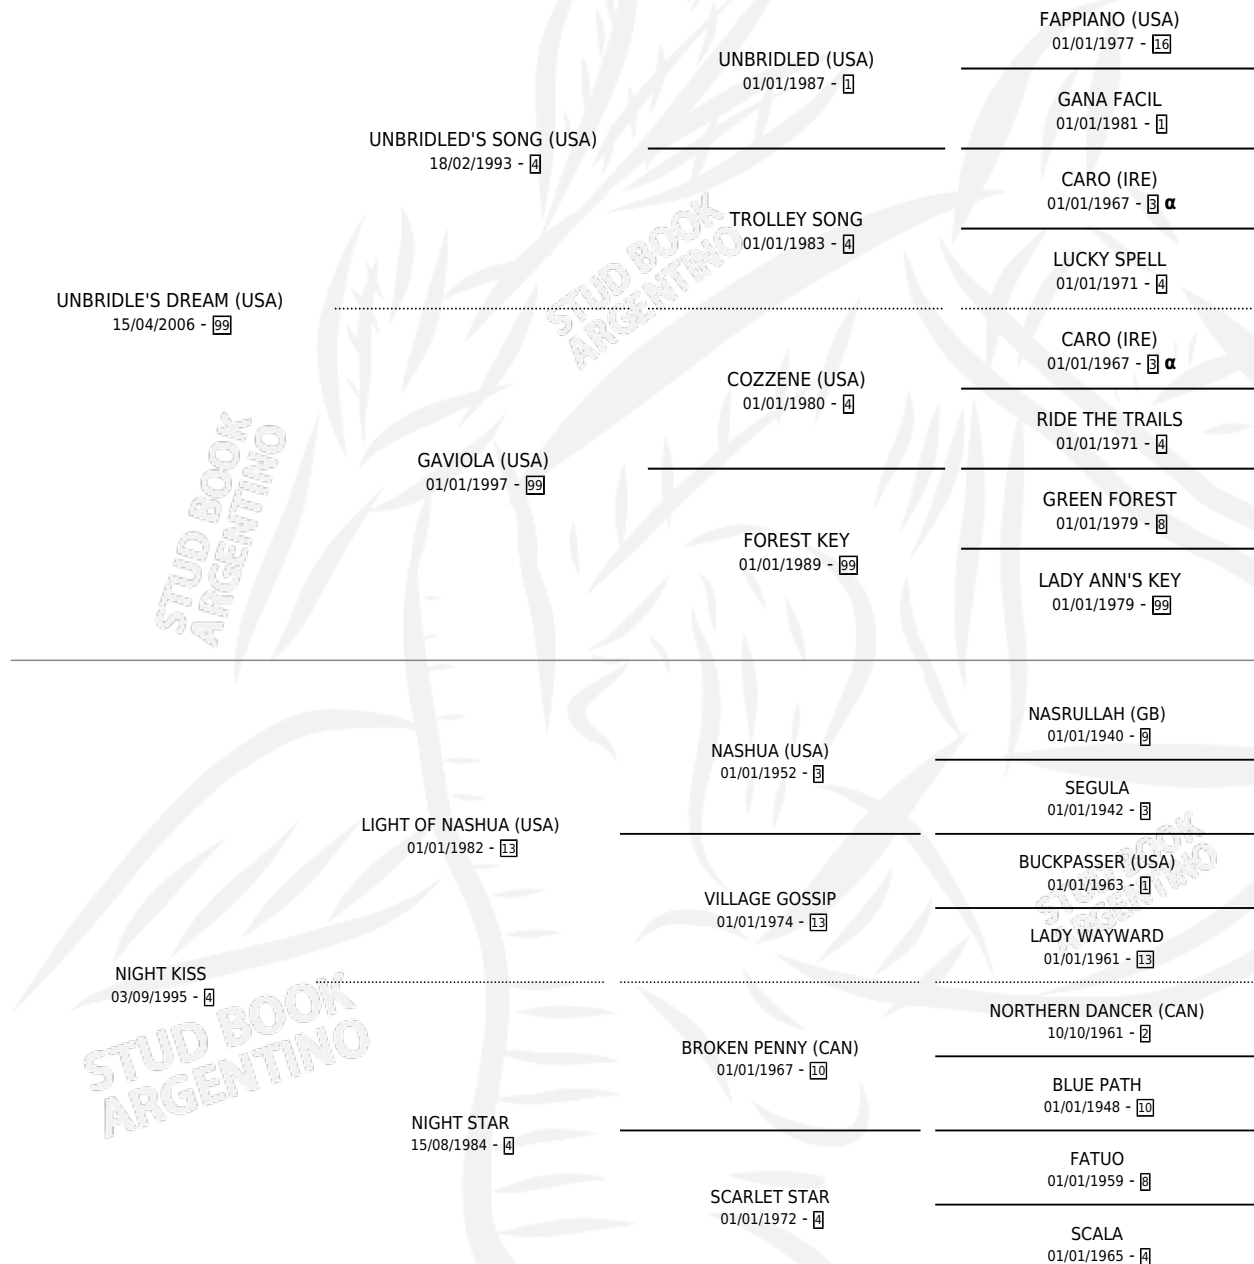 FAPPIANO (USA)
01/01/1977 - 16
UNBRIDLED (USA)
01/01/1987 - 1
GANA FACIL
01/01/1981 - 1
UNBRIDLED'S SONG (USA)
18/02/1993 - 4
CARO (IRE)
01/01/1967 - 3 α
TROLLEY SONG
01/01/1983 - 4
LUCKY SPELL
01/01/1971 - 4
UNBRIDLE'S DREAM (USA)
15/04/2006 - 99
STUD BOOK
ARGENTINO
CARO (IRE)
01/01/1967 - 3 α
COZZENE (USA)
01/01/1980 - 4
RIDE THE TRAILS
01/01/1971 - 4
GAVIOLA (USA)
01/01/1997 - 99
STUD BOOK
ARGENTINO
GREEN FOREST
01/01/1979 - 8
FOREST KEY
01/01/1989 - 99
LADY ANN'S KEY
01/01/1979 - 99
NASRULLAH (GB)
01/01/1940 - 9
NASHUA (USA)
01/01/1952 - 3
SEGULA
01/01/1942 - 3
LIGHT OF NASHUA (USA)
01/01/1982 - 13
BUCKPASSER (USA)
01/01/1963 - 1
STUD BOOK
ARGENTINO
VILLAGE GOSSIP
01/01/1974 - 13
LADY WAYWARD
01/01/1961 - 13
NIGHT KISS
03/09/1995 - 4
STUD BOOK
ARGENTINO
NORTHERN DANCER (CAN)
10/10/1961 - 2
BROKEN PENNY (CAN)
01/01/1967 - 10
BLUE PATH
01/01/1948 - 10
NIGHT STAR
15/08/1984 - 4
FATUO
01/01/1959 - 8
SCARLET STAR
01/01/1972 - 4
SCALA
01/01/1965 - 4